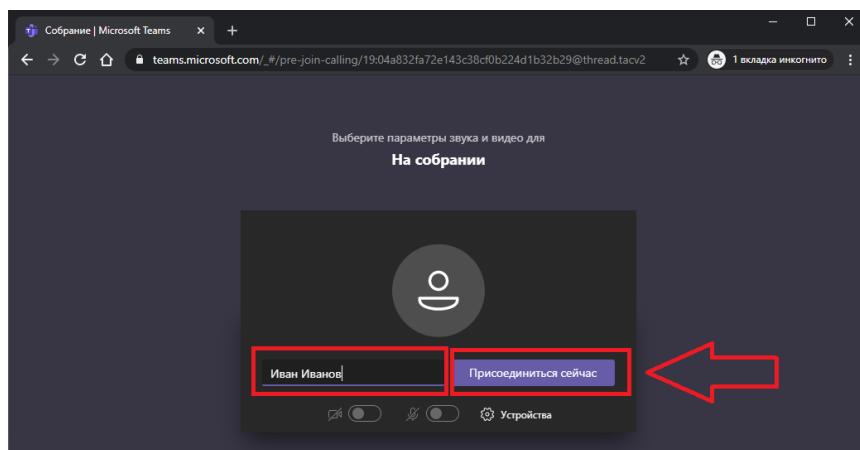 Собрание | Microsoft Teams
teams.microsoft.com/_#/pre-join-calling/19:04a832fa72e143c38cf0b224d1b32b29@thread.tacv2
1 вкладка инкогнито
Выберите параметры звука и видео для
На собрании
Иван Иванов
Присоединиться сейчас
Устройства